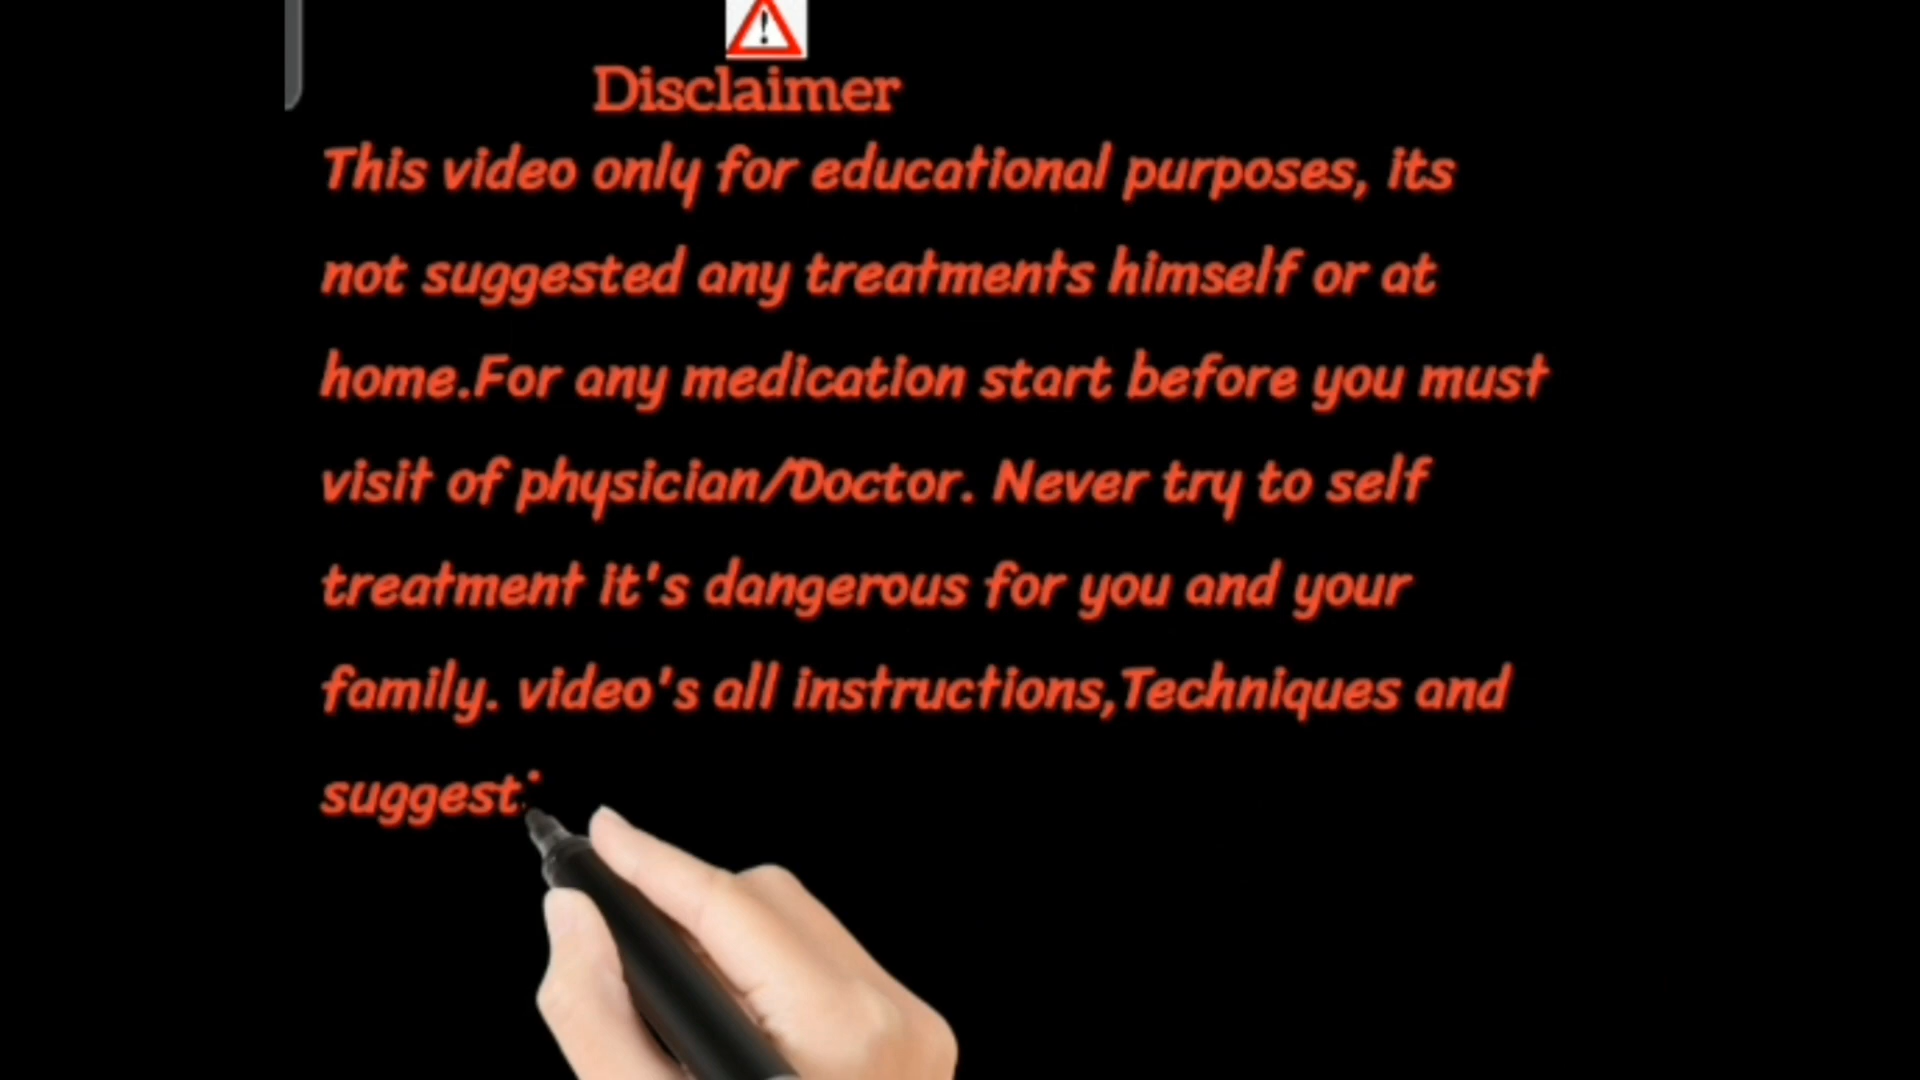 Disclaimer
This video only for educational purposes, its
not suggested any treatments himself or at
home.For any medication start before you must
visit of physician/Doctor. Never try to self
treatment it's dangerous for you and your
family. video's all instructions,Techniques and
suggesti